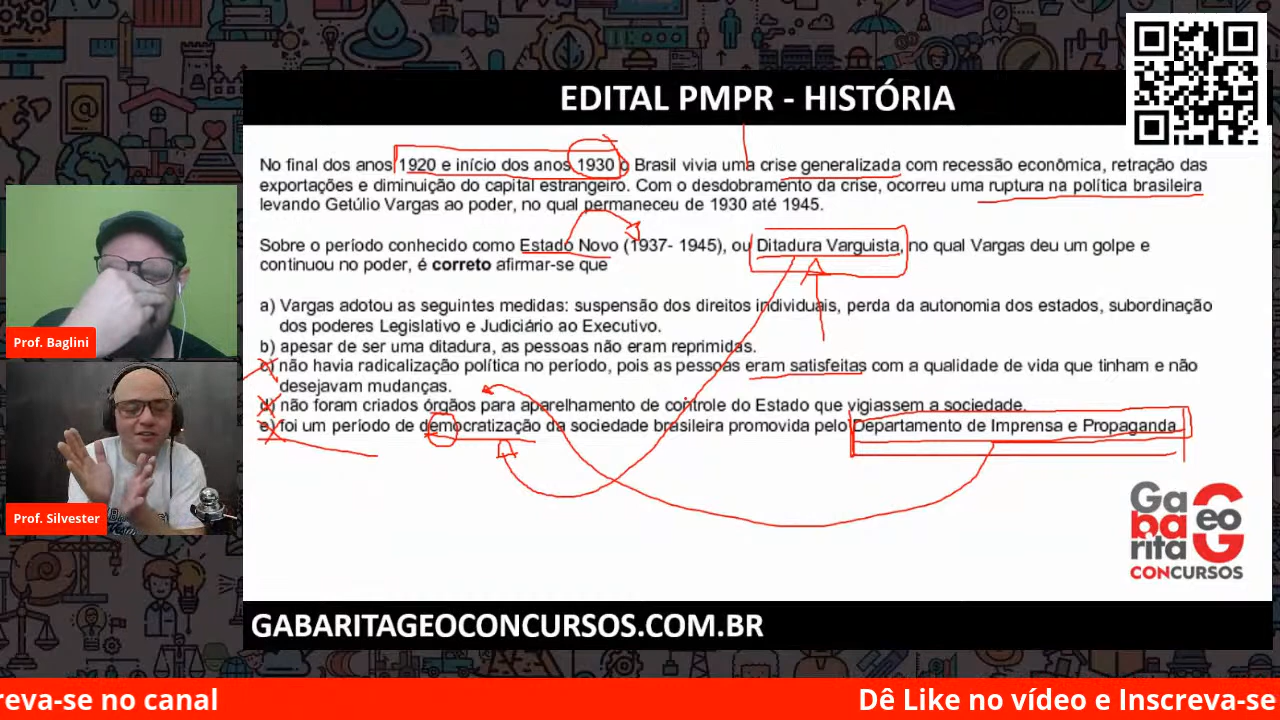 EDITAL PMPR - HISTÓRIA
No final dos anos 1920 e início dos anos 1930 o Brasil vivia uma crise generalizada com recessão econômica, retração das
exportações e diminuição do capital estrangeiro. Com o desdobramento da crise, ocorreu uma ruptura na política brasileira
levando Getúlio Vargas ao poder, no qual permaneceu de 1930 até 1945.
Sobre o período conhecido como Estado Novo (1937- 1945), ou Ditadura Varguista, no qual Vargas deu um golpe e
continuou no poder, é correto afirmar-se que
a) Vargas adotou as seguintes medidas: suspensão dos direitos individuais, perda da autonomia dos estados, subordinação
dos poderes Legislativo e Judiciário ao Executivo.
b) apesar de ser uma ditadura, as pessoas não eram reprimidas.
c) não havia radicalização política no período, pois as pessoas eram satisfeitas com a qualidade de vida que tinham e não
desejavam mudanças.
d) não foram criados órgãos para aparelhamento de controle do Estado que vigiassem a sociedade.
e) foi um período de democratização da sociedade brasileira promovida pelo Departamento de Imprensa e Propaganda.
Prof. Baglini
Prof. Silvester
Gabarita Geo
CONCURSOS
GABARITAGEOCONCURSOS.COM.BR
reva-se no canal
Dê Like no vídeo e Inscreva-se